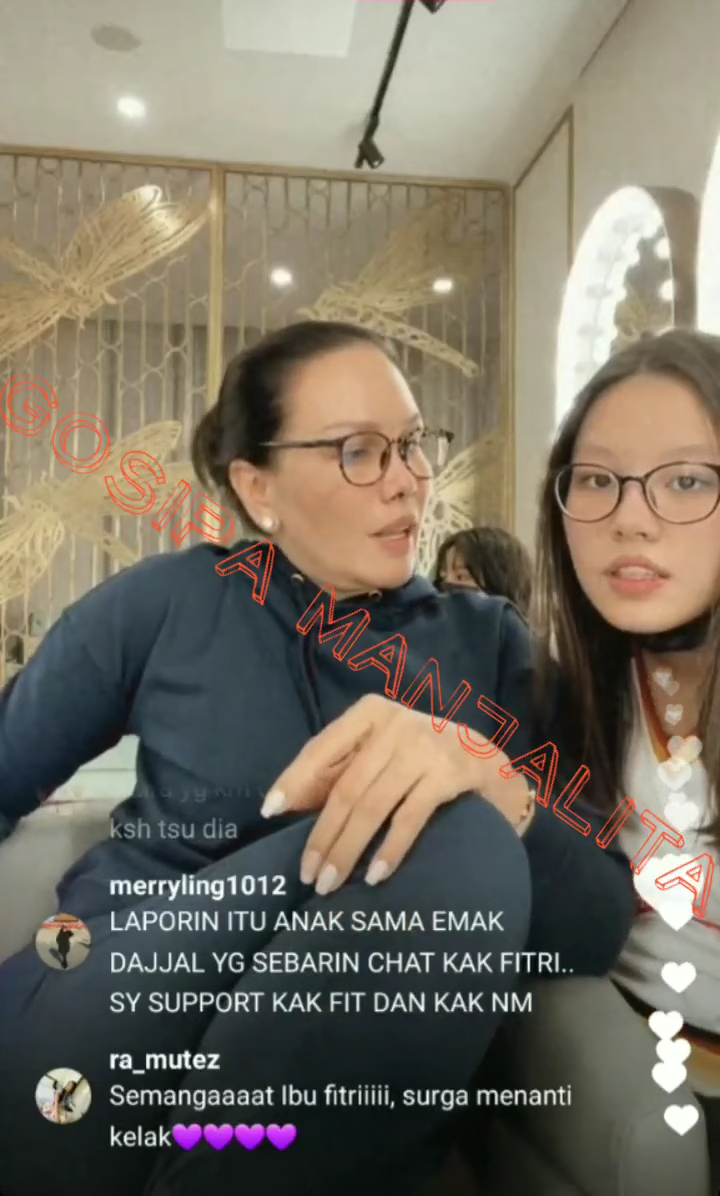 GOSIPA MANJALITA
ksh tsu dia
merryling1012
LAPORIN ITU ANAK SAMA EMAK
DAJJAL YG SEBARIN CHAT KAK FITRI..
SY SUPPORT KAK FIT DAN KAK NM
ra_mutez
Semangaaaat Ibu fitriiiii, surga menanti
kelak💜💜💜💜